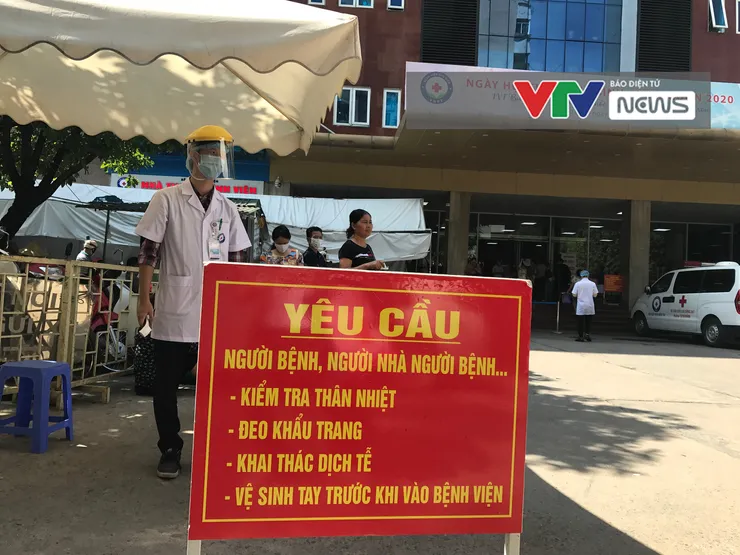 NGÀY H
2020
VTV
BÁO ĐIỆN TỬ
NEWS
YÊU CẦU
NGƯỜI BỆNH, NGƯỜI NHÀ NGƯỜI BỆNH...
- KIỂM TRA THÂN NHIỆT
- ĐEO KHẨU TRANG
- KHAI THÁC DỊCH TỄ
- VỆ SINH TAY TRƯỚC KHI VÀO BỆNH VIỆN